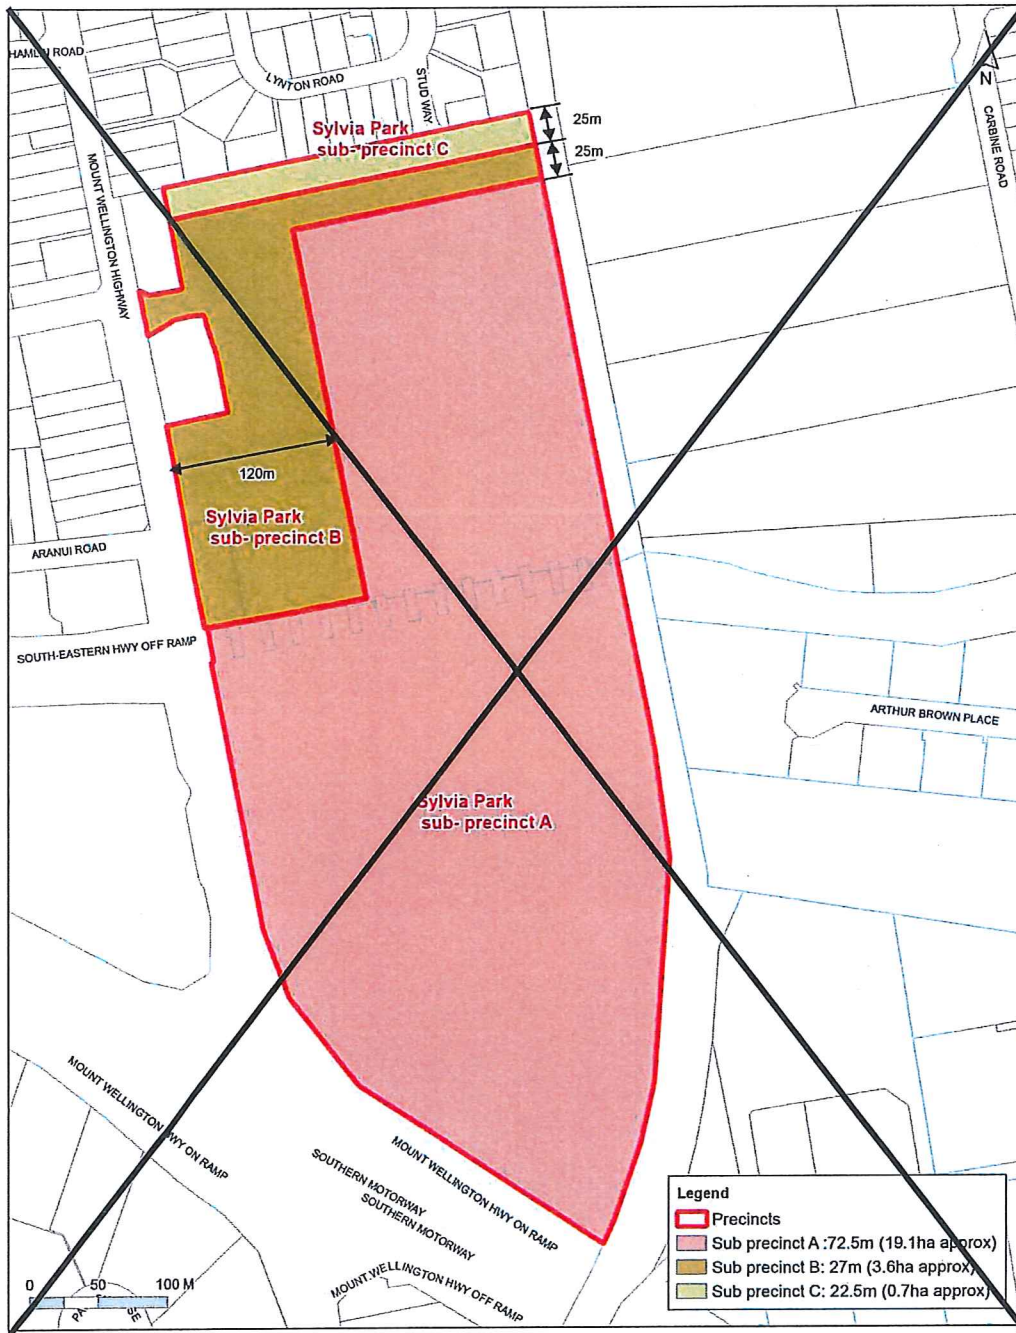 HAMLIN ROAD
LYNTON ROAD
STUD WAY
N
CARBINE ROAD
Sylvia Park
sub- precinct C
25m
25m
MOUNT WELLINGTON HIGHWAY
120m
Sylvia Park
sub- precinct B
ARANUI ROAD
SOUTH-EASTERN HWY OFF RAMP
ARTHUR BROWN PLACE
Sylvia Park
sub- precinct A
MOUNT WELLINGTON HWY ON RAMP
MOUNT WELLINGTON HWY ON RAMP
SOUTHERN MOTORWAY
SOUTHERN MOTORWAY
MOUNT WELLINGTON HWY OFF RAMP
Legend
Precincts
Sub precinct A :72.5m (19.1ha approx)
Sub precinct B: 27m (3.6ha approx)
Sub precinct C: 22.5m (0.7ha approx)
0 50 100 M